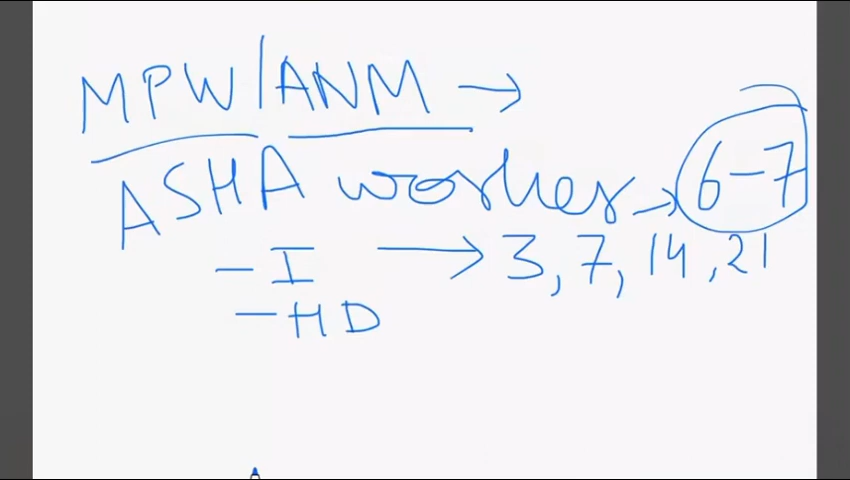 MPW/ANM →
ASHA worker → 6-7
- I → 3, 7, 14, 21
- HD